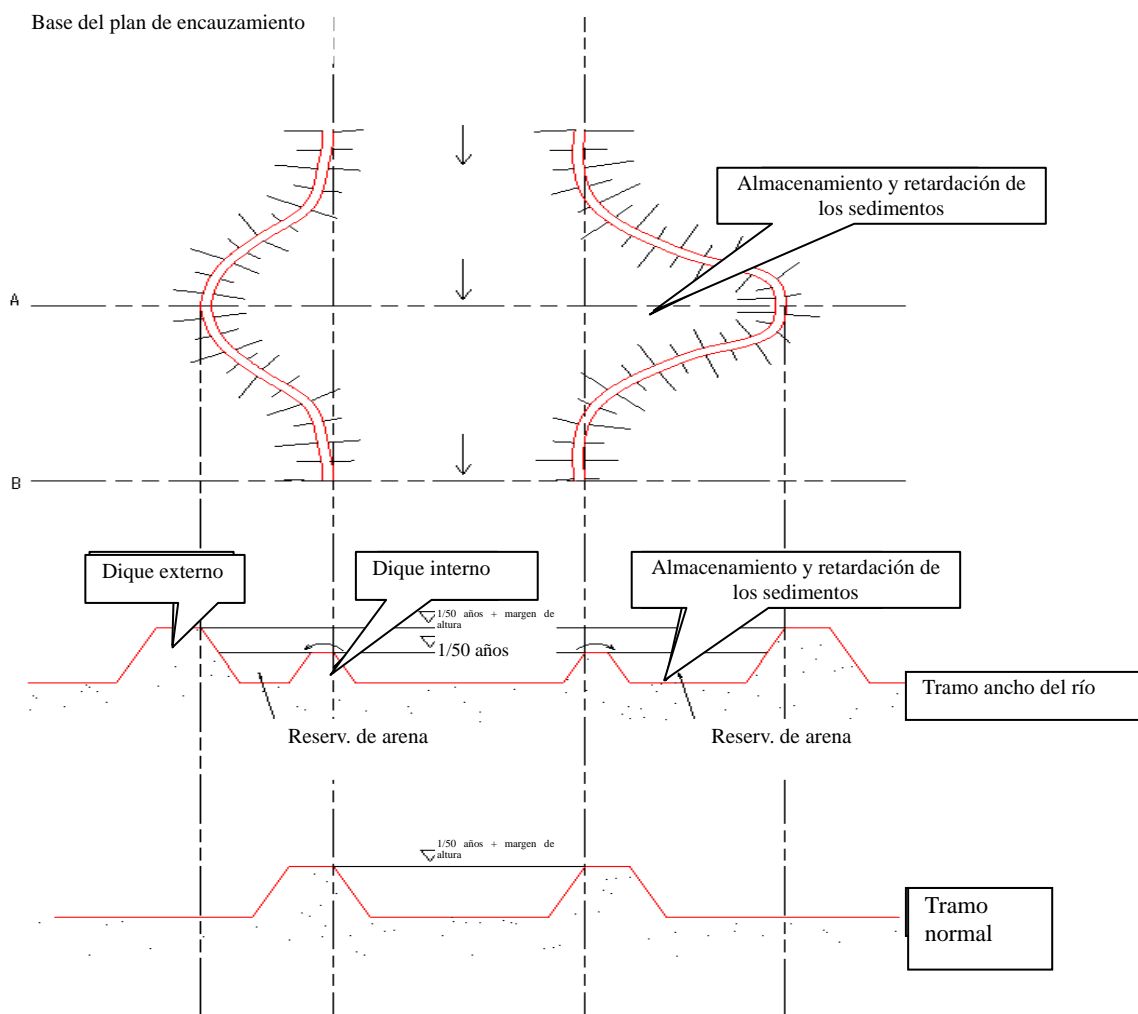 Base del plan de encauzamiento
Almacenamiento y retardación de
los sedimentos
A
B
Dique externo
Dique interno
Almacenamiento y retardación de
los sedimentos
1/50 años + margen de
altura
1/50 años
Tramo ancho del río
Reserv. de arena
Reserv. de arena
1/50 años + margen de
altura
Tramo
normal